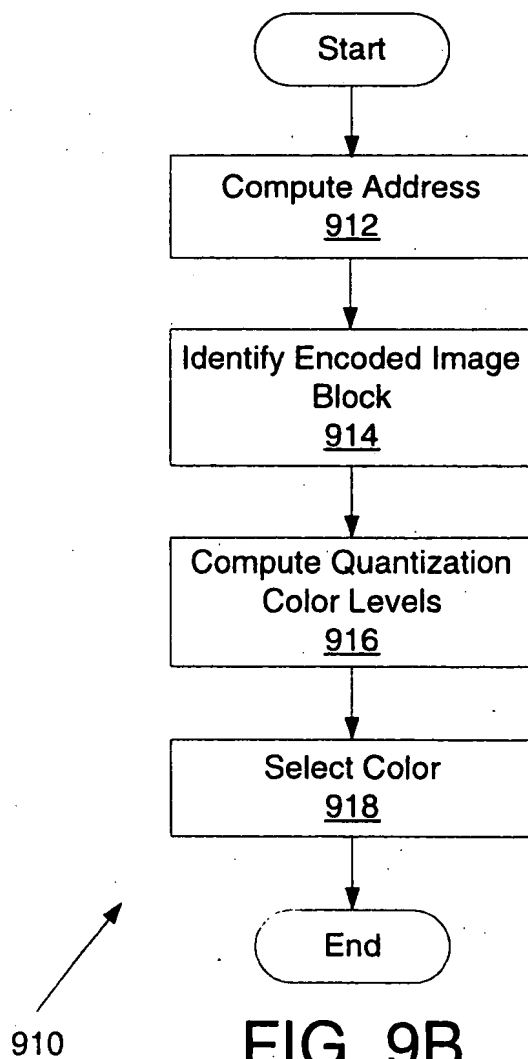 Start
Compute Address
912
Identify Encoded Image
Block
914
Compute Quantization
Color Levels
916
Select Color
918
End
910
FIG. 9B